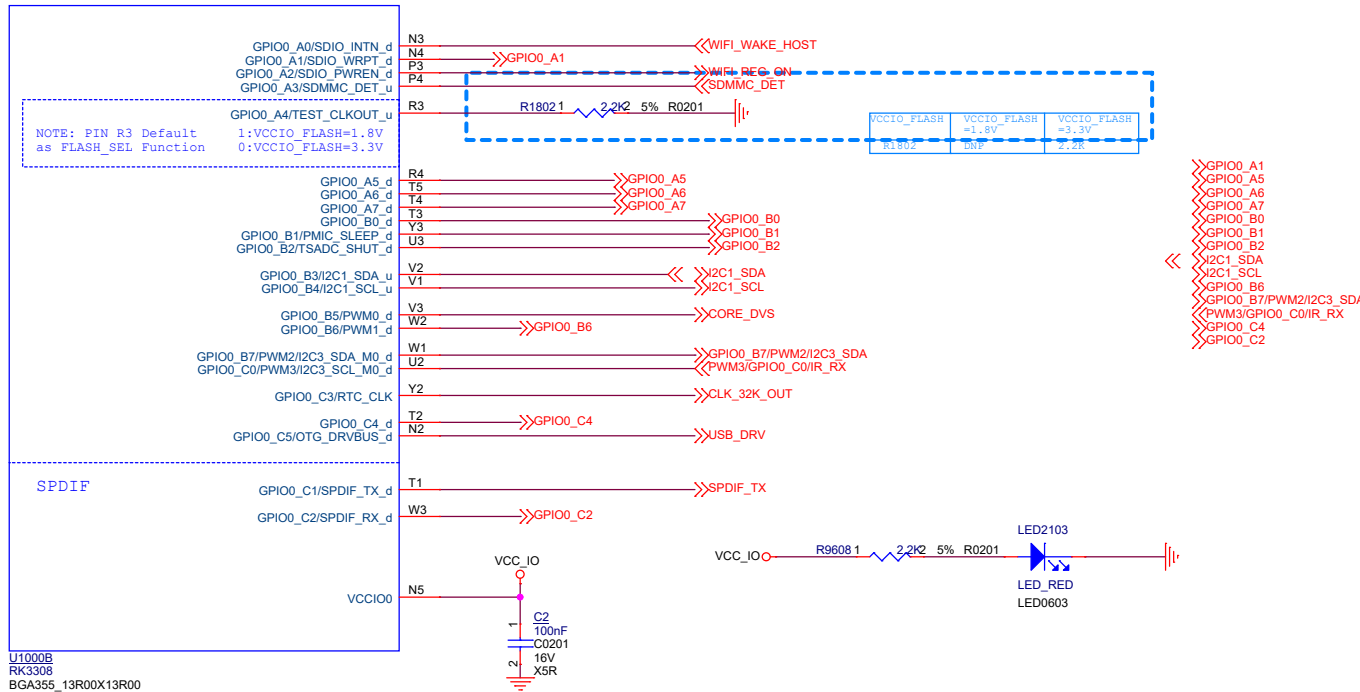 GPIO0_A0/SDIO_INTN_d N3 WIFI_WAKE_HOST
GPIO0_A1/SDIO_WRPT_d N4 GPIO0_A1
GPIO0_A2/SDIO_PWREN_d P3 WIFI_REG_ON
GPIO0_A3/SDMMC_DET_u P4 SDMMC_DET
GPIO0_A4/TEST_CLKOUT_u R3 R1802 1 2.2K 2 5% R0201
NOTE: PIN R3 Default 1:VCCIO_FLASH=1.8V
as FLASH_SEL Function 0:VCCIO_FLASH=3.3V
VCCIO_FLASH VCCIO_FLASH =1.8V VCCIO_FLASH =3.3V
R1802 DNP 2.2K
GPIO0_A5_d R4 GPIO0_A5
GPIO0_A6_d T5 GPIO0_A6
GPIO0_A7_d T4 GPIO0_A7
GPIO0_B0_d T3 GPIO0_B0
GPIO0_B1/PMIC_SLEEP_d Y3 GPIO0_B1
GPIO0_B2/TSADC_SHUT_d U3 GPIO0_B2
GPIO0_B3/I2C1_SDA_u V2 I2C1_SDA
GPIO0_B4/I2C1_SCL_u V1 I2C1_SCL
GPIO0_B5/PWM0_d V3 CORE_DVS
GPIO0_B6/PWM1_d W2 GPIO0_B6
GPIO0_B7/PWM2/I2C3_SDA_M0_d W1 GPIO0_B7/PWM2/I2C3_SDA
GPIO0_C0/PWM3/I2C3_SCL_M0_d U2 PWM3/GPIO0_C0/IR_RX
GPIO0_C3/RTC_CLK Y2 CLK_32K_OUT
GPIO0_C4_d T2 GPIO0_C4
GPIO0_C5/OTG_DRVBUS_d N2 USB_DRV
SPDIF
GPIO0_C1/SPDIF_TX_d T1 SPDIF_TX
GPIO0_C2/SPDIF_RX_d W3 GPIO0_C2
VCCIO0 N5
VCC_IO
1
C2
100nF
C0201
16V
2
X5R
U1000B
RK3308
BGA355_13R00X13R00
GPIO0_A1
GPIO0_A5
GPIO0_A6
GPIO0_A7
GPIO0_B0
GPIO0_B1
GPIO0_B2
I2C1_SDA
I2C1_SCL
GPIO0_B6
GPIO0_B7/PWM2/I2C3_SDA
PWM3/GPIO0_C0/IR_RX
GPIO0_C4
GPIO0_C2
LED2103
VCC_IO R9608 1 2.2K 2 5% R0201
LED_RED
LED0603